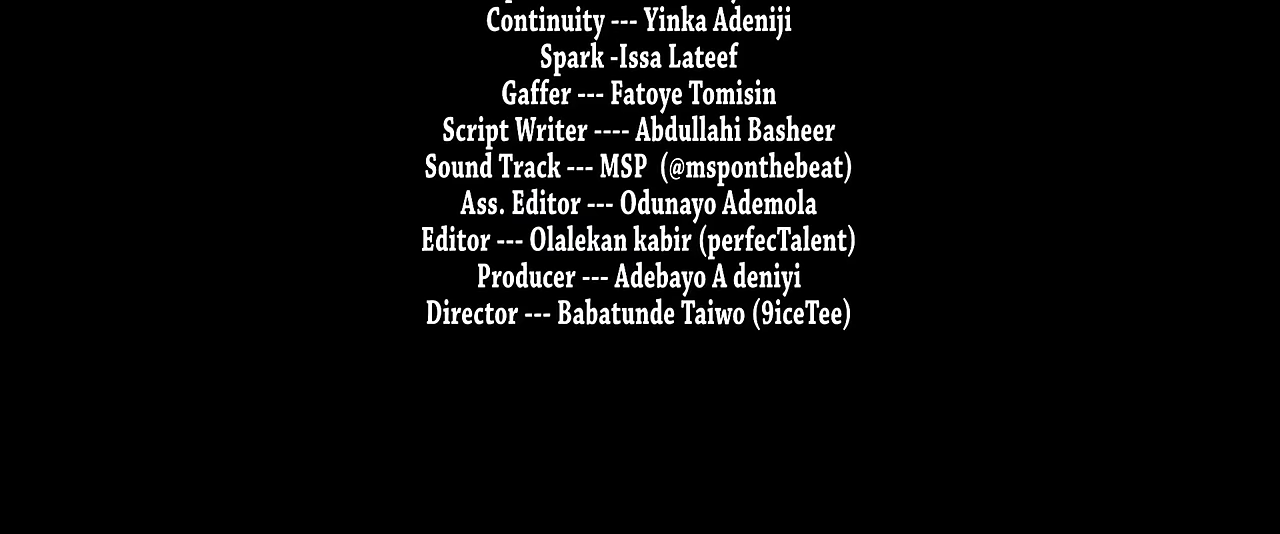 Continuity --- Yinka Adeniji
Spark -Issa Lateef
Gaffer --- Fatoye Tomisin
Script Writer ---- Abdullahi Basheer
Sound Track --- MSP (@msponthebeat)
Ass. Editor --- Odunayo Ademola
Editor --- Olalekan kabir (perfecTalent)
Producer --- Adebayo A deniyi
Director --- Babatunde Taiwo (9iceTee)